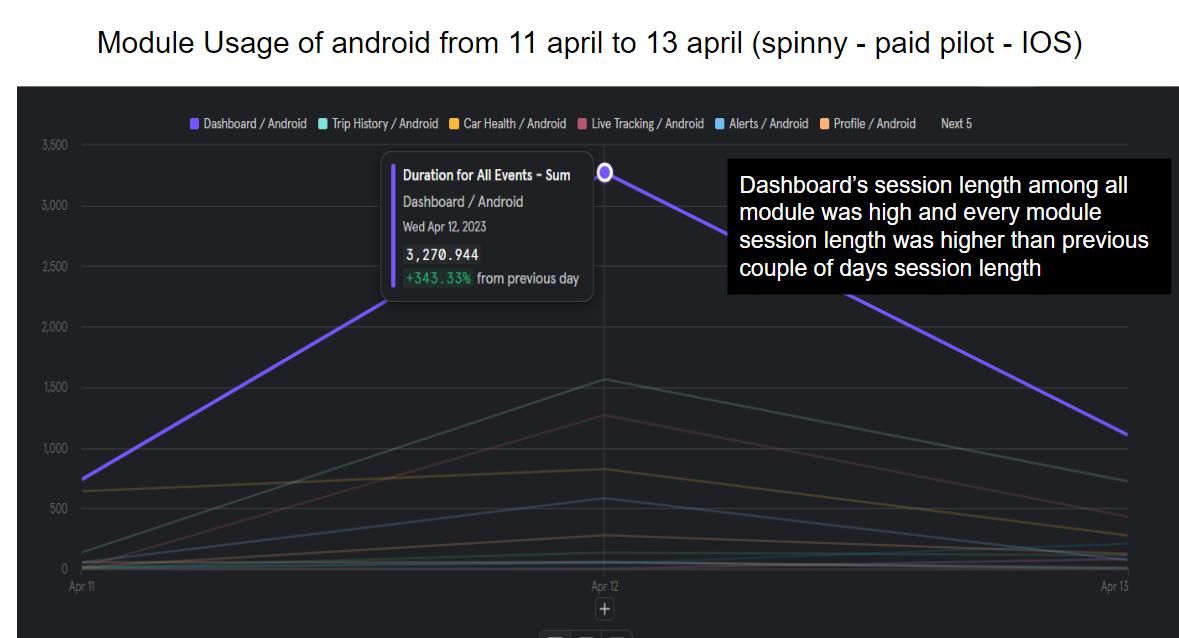 Module Usage of android from 11 april to 13 april (spinny - paid pilot - IOS)
Dashboard / Android Trip History / Android Car Health / Android Live Tracking / Android Alerts / Android Profile / Android Next 5
3,500
3,000
2,500
2,000
1,500
1,000
500
0
Duration for All Events - Sum
Dashboard / Android
Wed Apr 12, 2023
3,270.944
+343.33% from previous day
Dashboard’s session length among all
module was high and every module
session length was higher than previous
couple of days session length
Apr 11 Apr 12 Apr 13
+